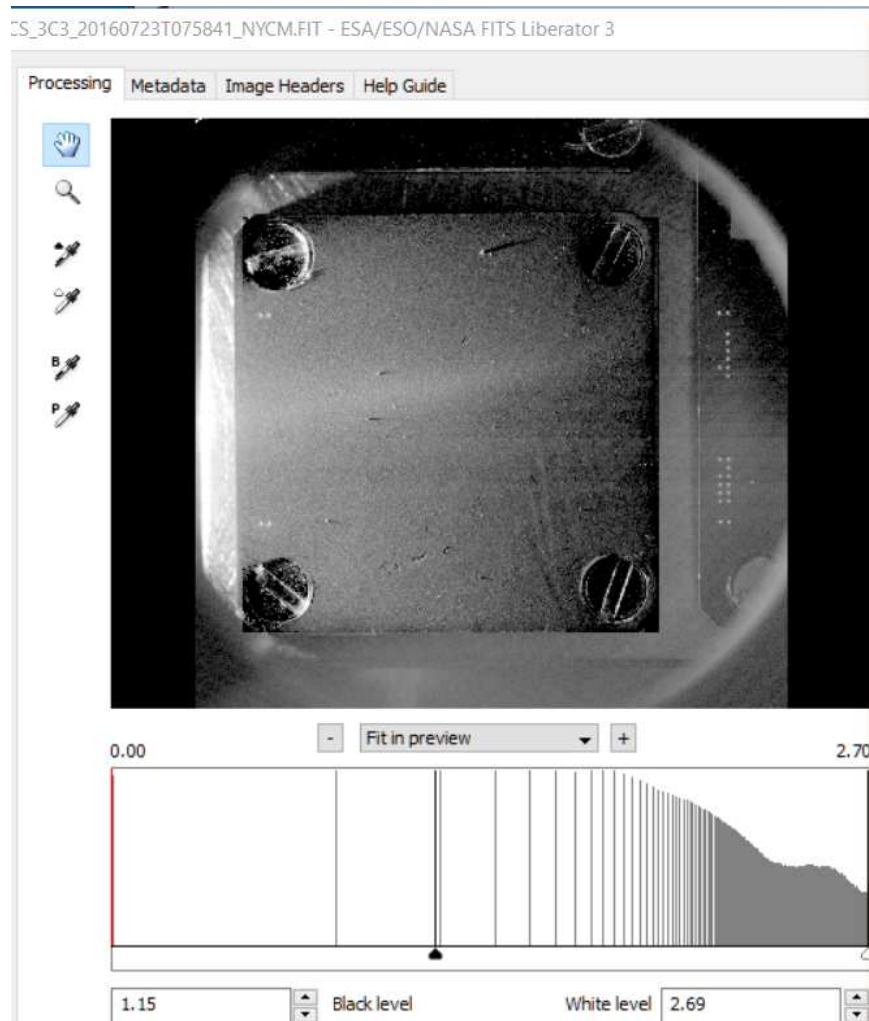 CS_3C3_20160723T075841_NYCM.FIT - ESA/ESO/NASA FITS Liberator 3
Processing Metadata Image Headers Help Guide
B
P
- Fit in preview +
0.00 2.70
1.15 Black level White level 2.69